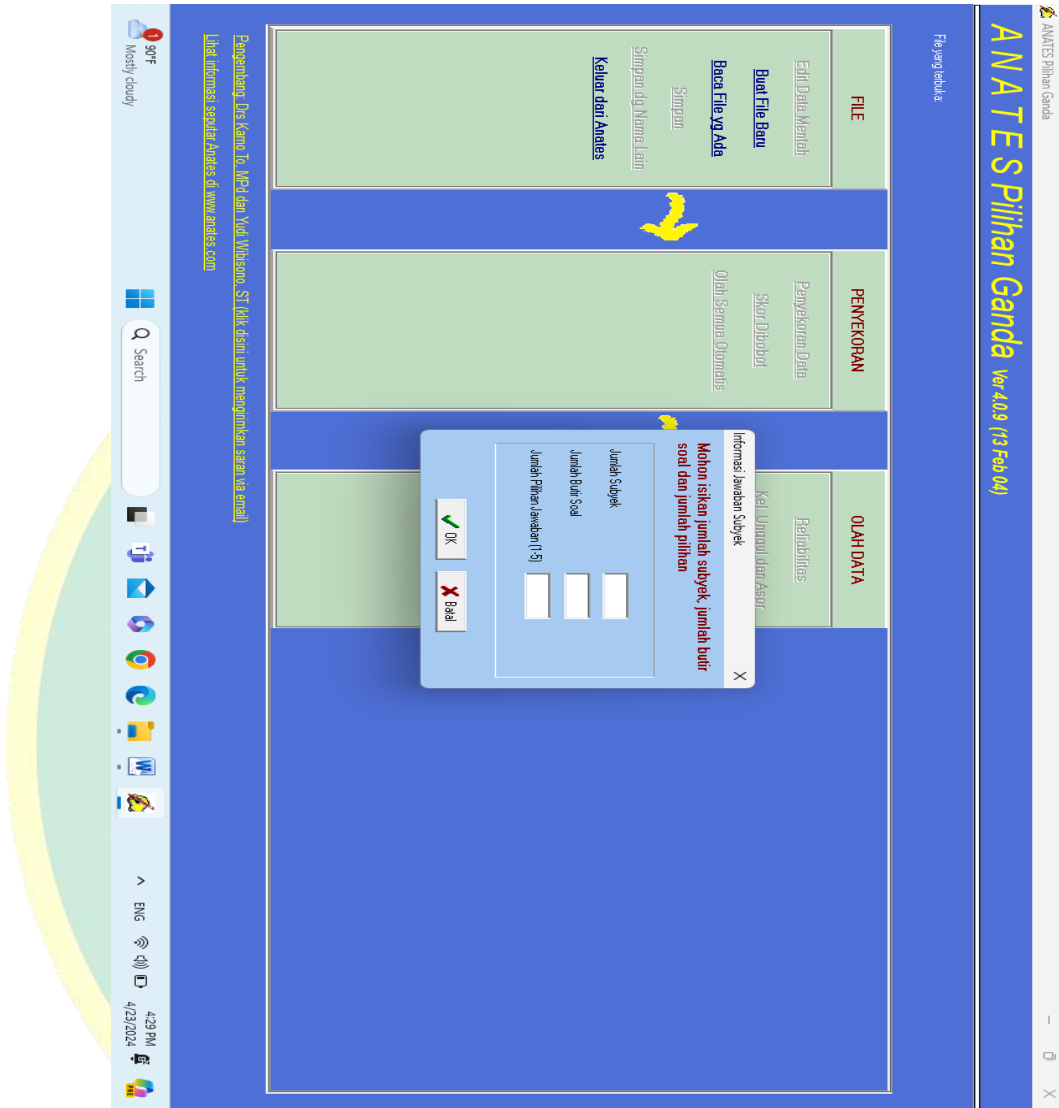 ANATES Pilihan Ganda
A N A T E S Pilihan Ganda Ver 4.0.9 (13 Feb 04)
File yang terbuka:
FILE
Edit Data Mentah
Buat File Baru
Baca File yg Ada
Simpan
Simpan dg Nama Lain
Keluar dari Anates
PENYEKORAN
Penyekoran Data
Skor Dibobot
Olah Semua Otomatis
OLAH DATA
Reliabilitas
Kel. Unggul dan Asor
Informasi Jawaban Subyek
Mohon isikan jumlah subyek, jumlah butir
soal dan jumlah pilihan
Jumlah Subyek
Jumlah Butir Soal
Jumlah Pilihan Jawaban (1-5)
OK
Batal
Pengembang: Drs Karno To, MPd dan Yudi Wibisono, ST (klik disini untuk mengirimkan saran via email)
Lihat informasi seputar Anates di www.anates.com
1
90°F
Mostly cloudy
Search
ENG
4:29 PM
4/23/2024
PRE